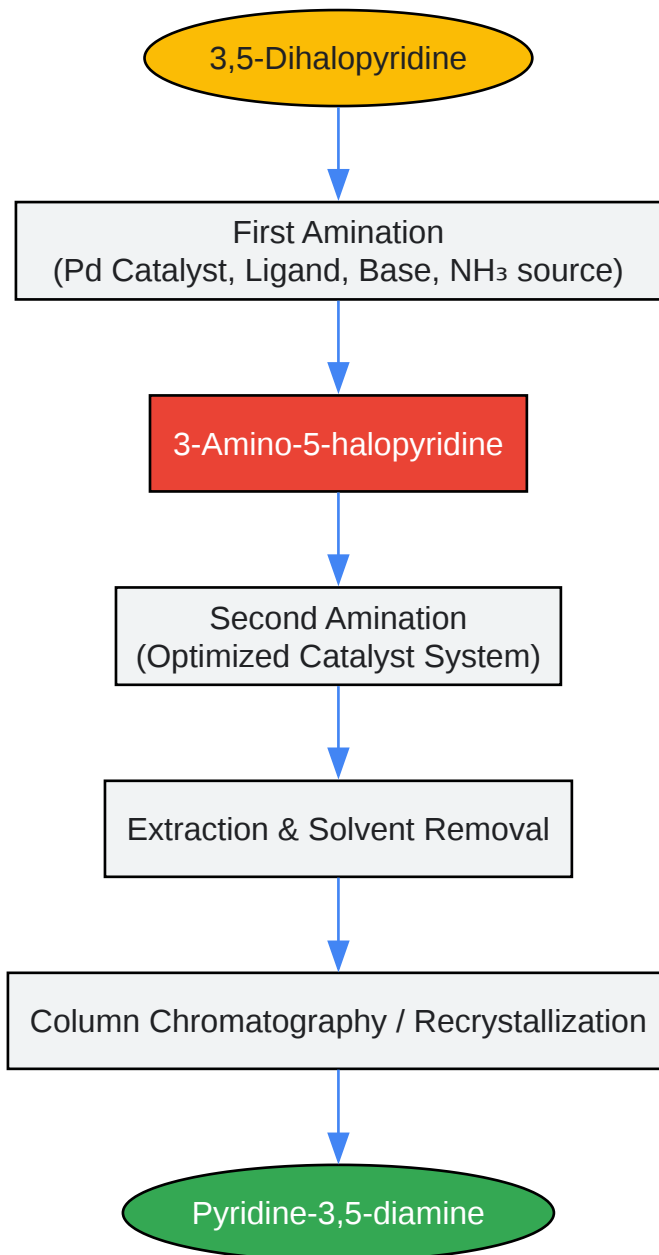 3,5-Dihalopyridine
First Amination
(Pd Catalyst, Ligand, Base, NH₃ source)
3-Amino-5-halopyridine
Second Amination
(Optimized Catalyst System)
Extraction & Solvent Removal
Column Chromatography / Recrystallization
Pyridine-3,5-diamine